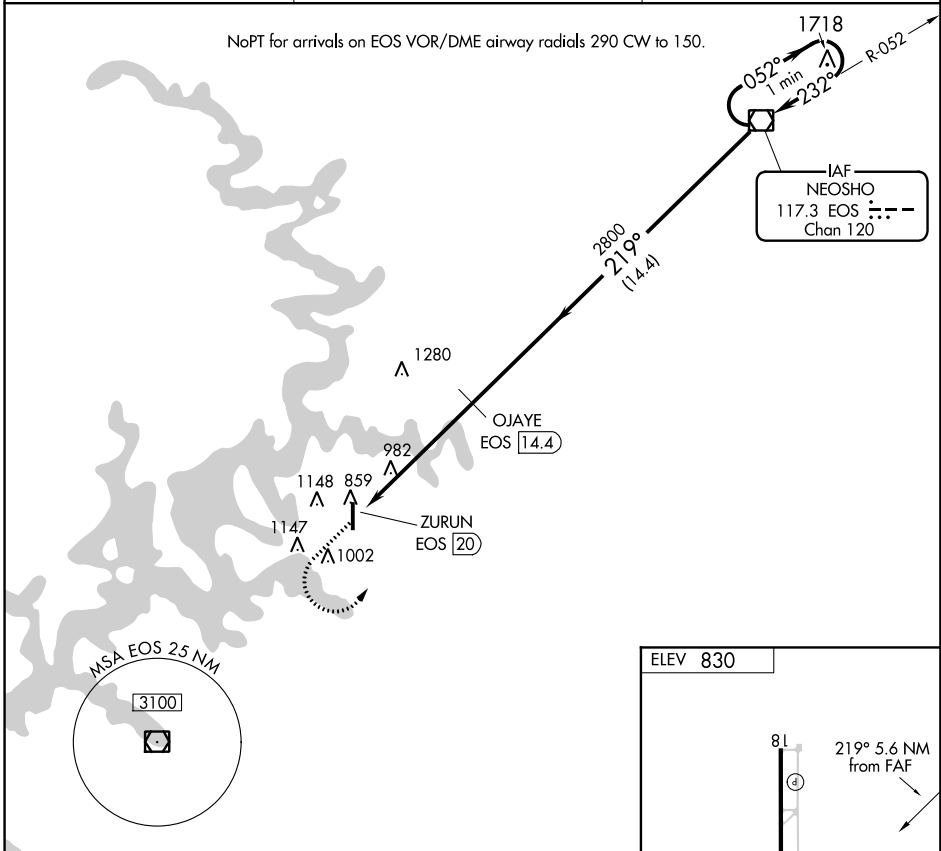 NoPT for arrivals on EOS VOR/DME airway radials 290 CW to 150.
1718
R-052
052°
1 min
232°
IAF
NEOSHO
117.3 EOS
Chan 120
2800
219°
(14.4)
1280
OJAYE
EOS 14.4
982
1148
859
ZURUN
EOS 20
1147
1002
MSA EOS 25 NM
3100
ELEV 830
18
219° 5.6 NM
from FAF
P